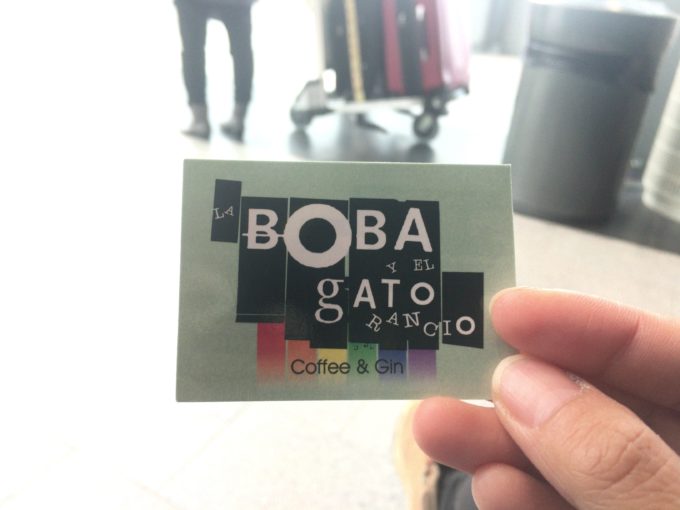 LA
BOBA
Y EL
gATO
RANCIO
Coffee & Gin